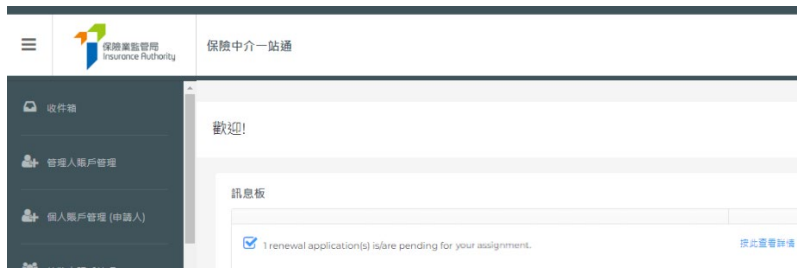 保險業監管局
Insurance Authority
保險中介一站通
收件箱
歡迎!
管理人賬戶管理
訊息板
個人賬戶管理 (申請人)
1 renewal application(s) is/are pending for your assignment.
按此查看詳情